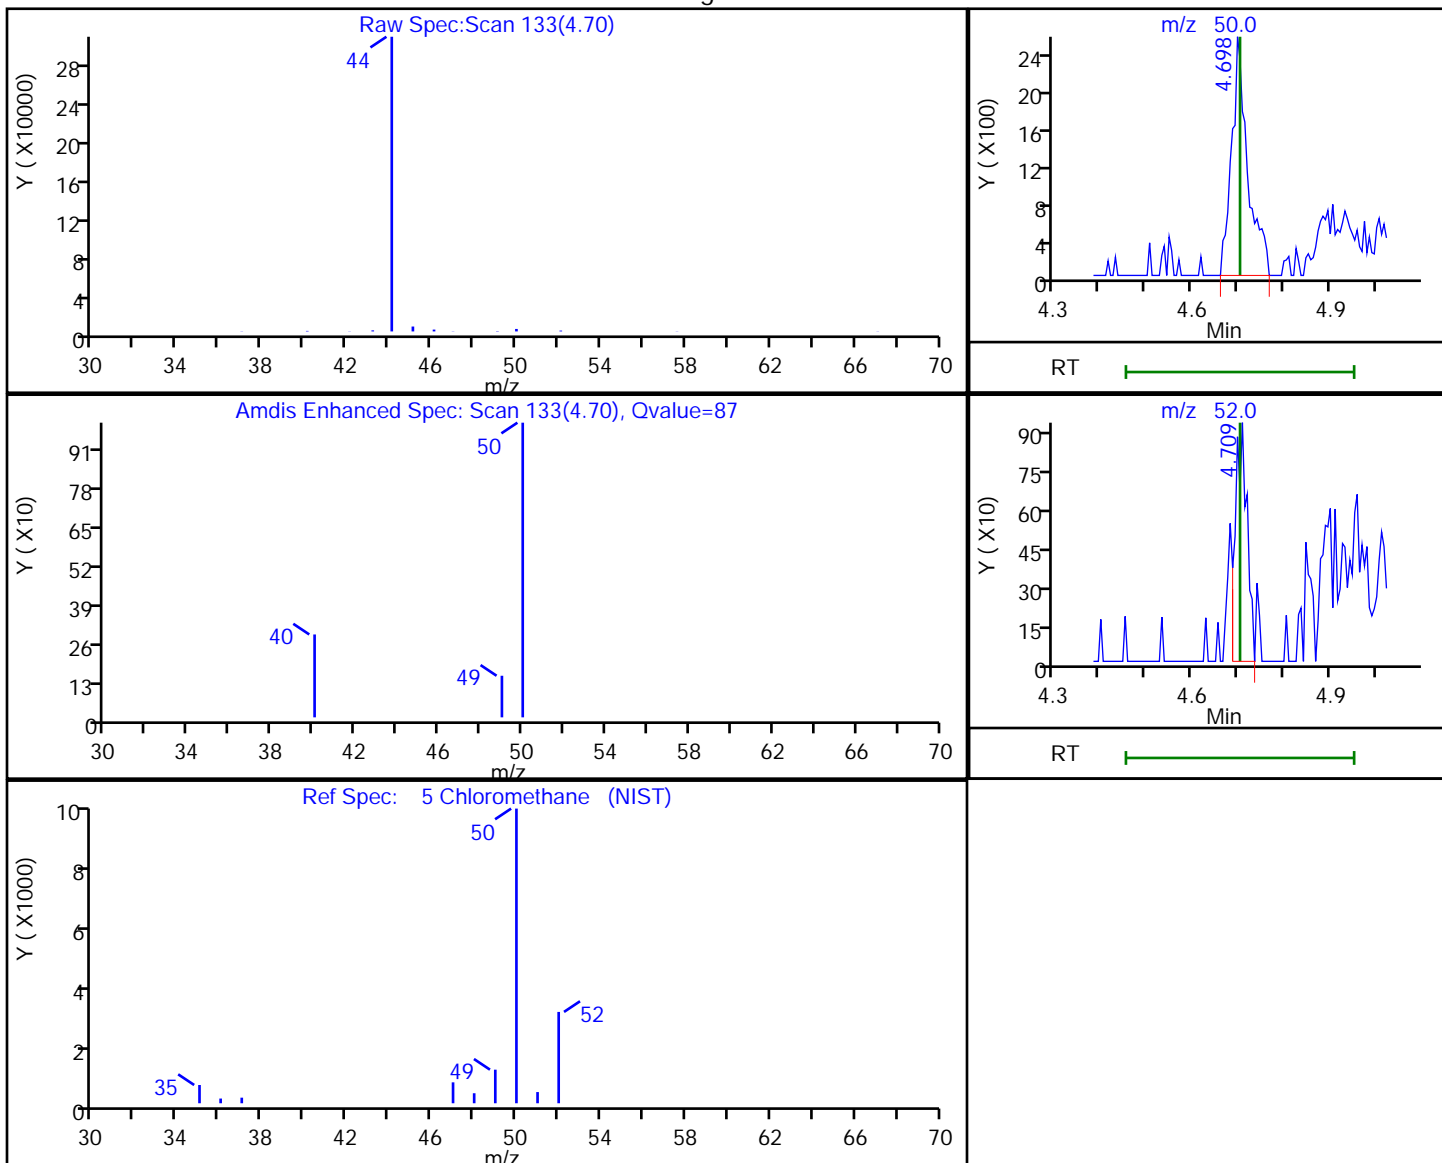 Raw Spec:Scan 133(4.70)
Y ( X10000)
28
24
20
16
12
8
4
0
44
30 34 38 42 46 50 54 58 62 66 70
m/z
m/z 50.0
Y ( X100)
24
20
16
12
8
4
0
4.698
4.3 4.6 4.9
Min
RT
Amdis Enhanced Spec: Scan 133(4.70), Qvalue=87
Y ( X10)
91
78
65
52
39
26
13
0
40
49
50
30 34 38 42 46 50 54 58 62 66 70
m/z
m/z 52.0
Y ( X10)
90
75
60
45
30
15
0
4.709
4.3 4.6 4.9
Min
RT
Ref Spec: 5 Chloromethane (NIST)
Y ( X1000)
10
8
6
4
2
0
35
49
50
52
30 34 38 42 46 50 54 58 62 66 70
m/z